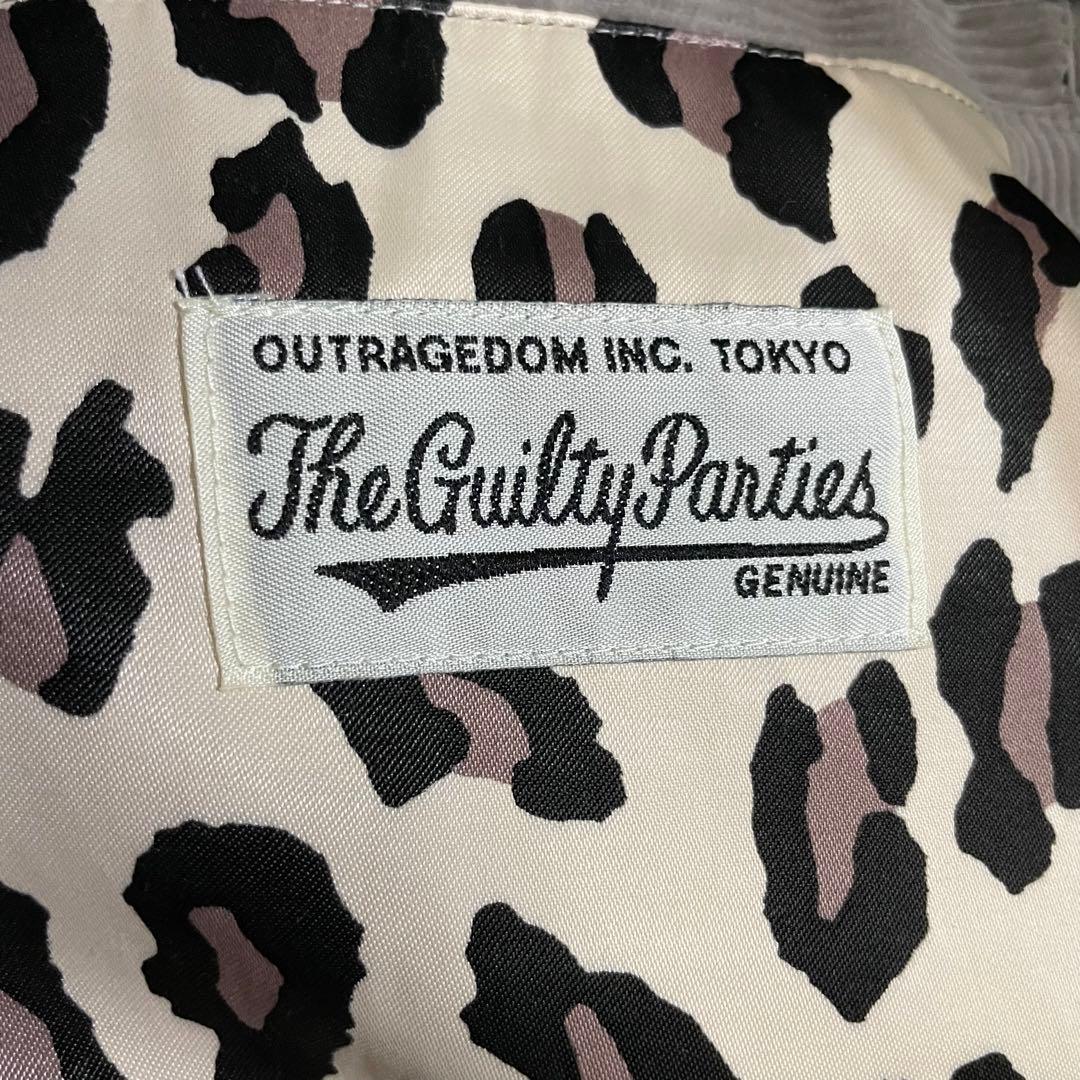 OUTRAGEDOM INC. TOKYO
The Guilty Parties
GENUINE